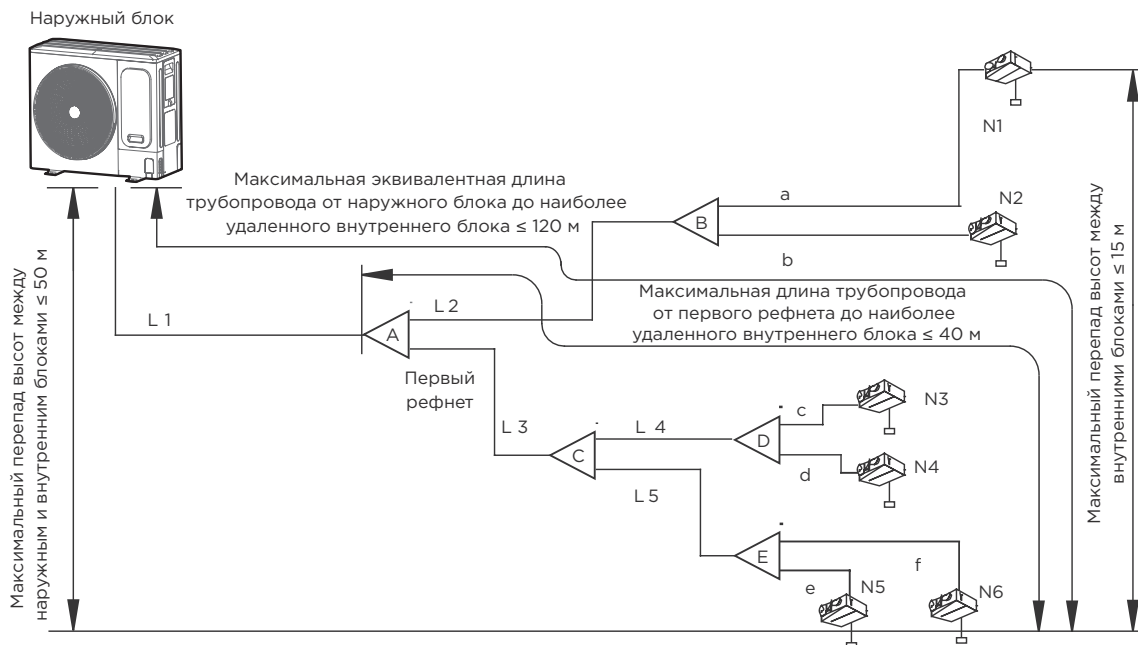 Наружный блок
N1
Максимальная эквивалентная длина
трубопровода от наружного блока до наиболее
удаленного внутреннего блока ≤ 120 м
a
B
N2
b
Максимальный перепад высот между
наружным и внутренним блоками ≤ 50 м
Максимальный перепад высот между
внутренними блоками ≤ 15 м
L 1
L 2
A
Максимальная длина трубопровода
от первого рефнета до наиболее
удаленного внутреннего блока ≤ 40 м
Первый
рефнет
L 3
C
L 4
c
N3
D
d
N4
L 5
E
f
e
N5
N6